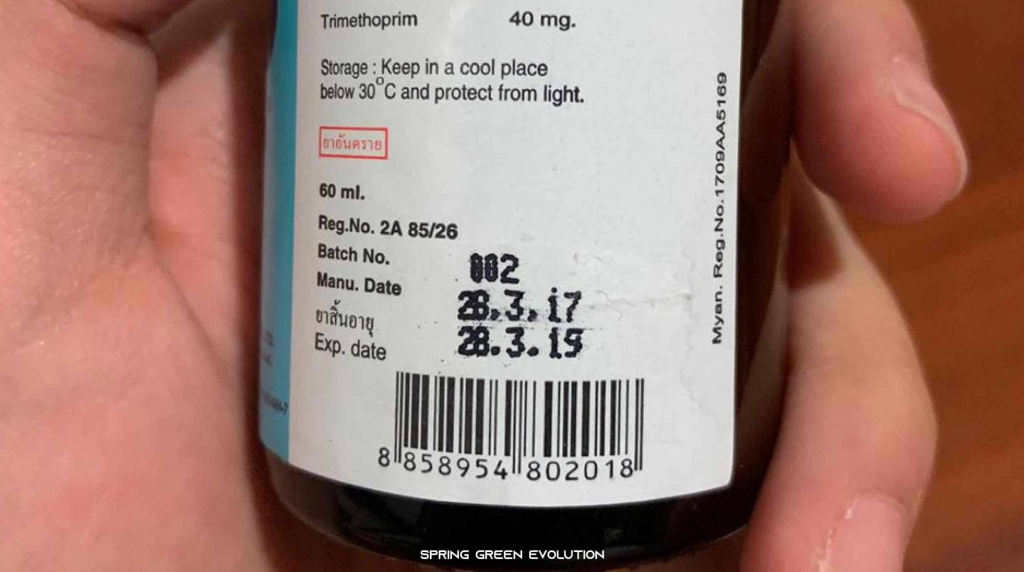 Trimethoprim 40 mg.
Storage : Keep in a cool place
below 30°C and protect from light.
ยาอันตราย
60 ml.
Reg.No. 2A 85/26
Batch No. 002
Manu. Date 28.3.17
ยาสิ้นอายุ
Exp. date 28.3.19
8 858954 802018
Myan. Reg.No.1709AA5169
SPRING GREEN EVOLUTION